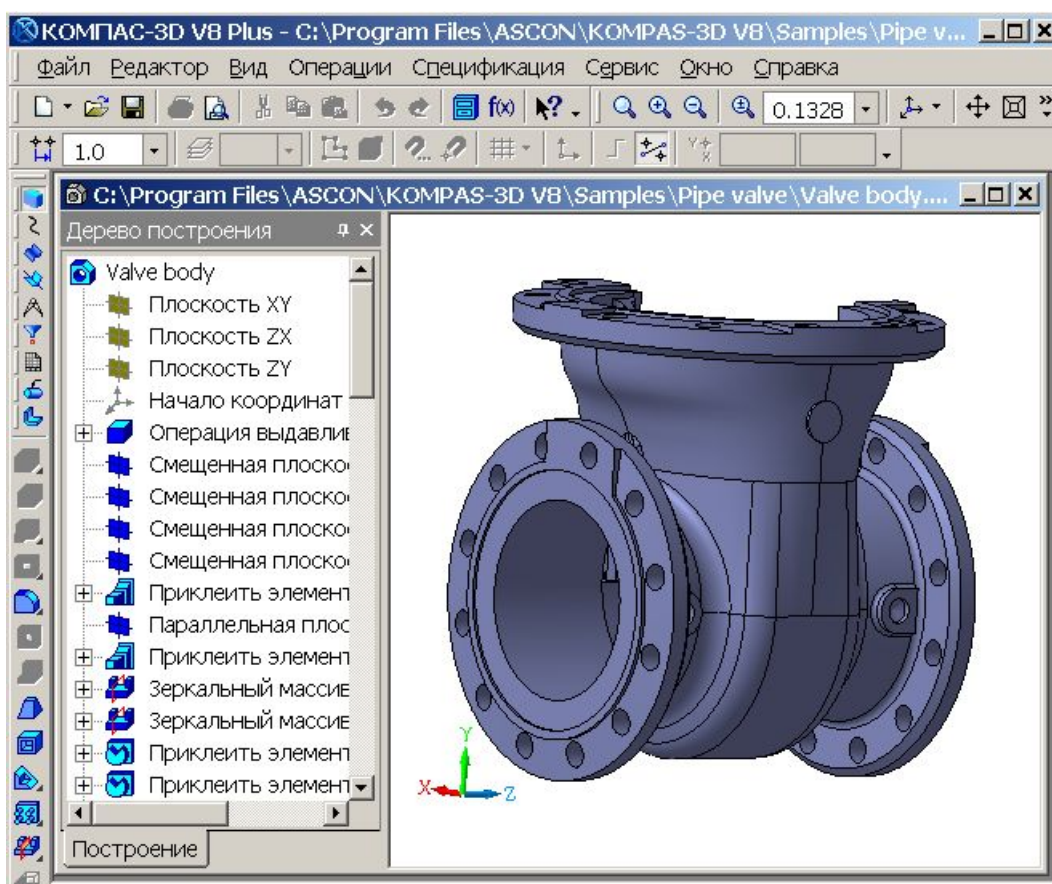 КОМПАС-3D V8 Plus - C:\Program Files\ASCON\KOMPAS-3D V8\Samples\Pipe v...
Файл Редактор Вид Операции Спецификация Сервис Окно Справка
f(x) 0.1328
1.0
C:\Program Files\ASCON\KOMPAS-3D V8\Samples\Pipe valve\Valve body....
Дерево построения
Valve body
Плоскость XY
Плоскость ZX
Плоскость ZY
Начало координат
Операция выдавлив
Смещенная плоско
Смещенная плоско
Смещенная плоско
Смещенная плоско
Приклеить элемент
Параллельная плос
Приклеить элемент
Зеркальный массив
Зеркальный массив
Приклеить элемент
Приклеить элемент
Построение
Y
X
Z